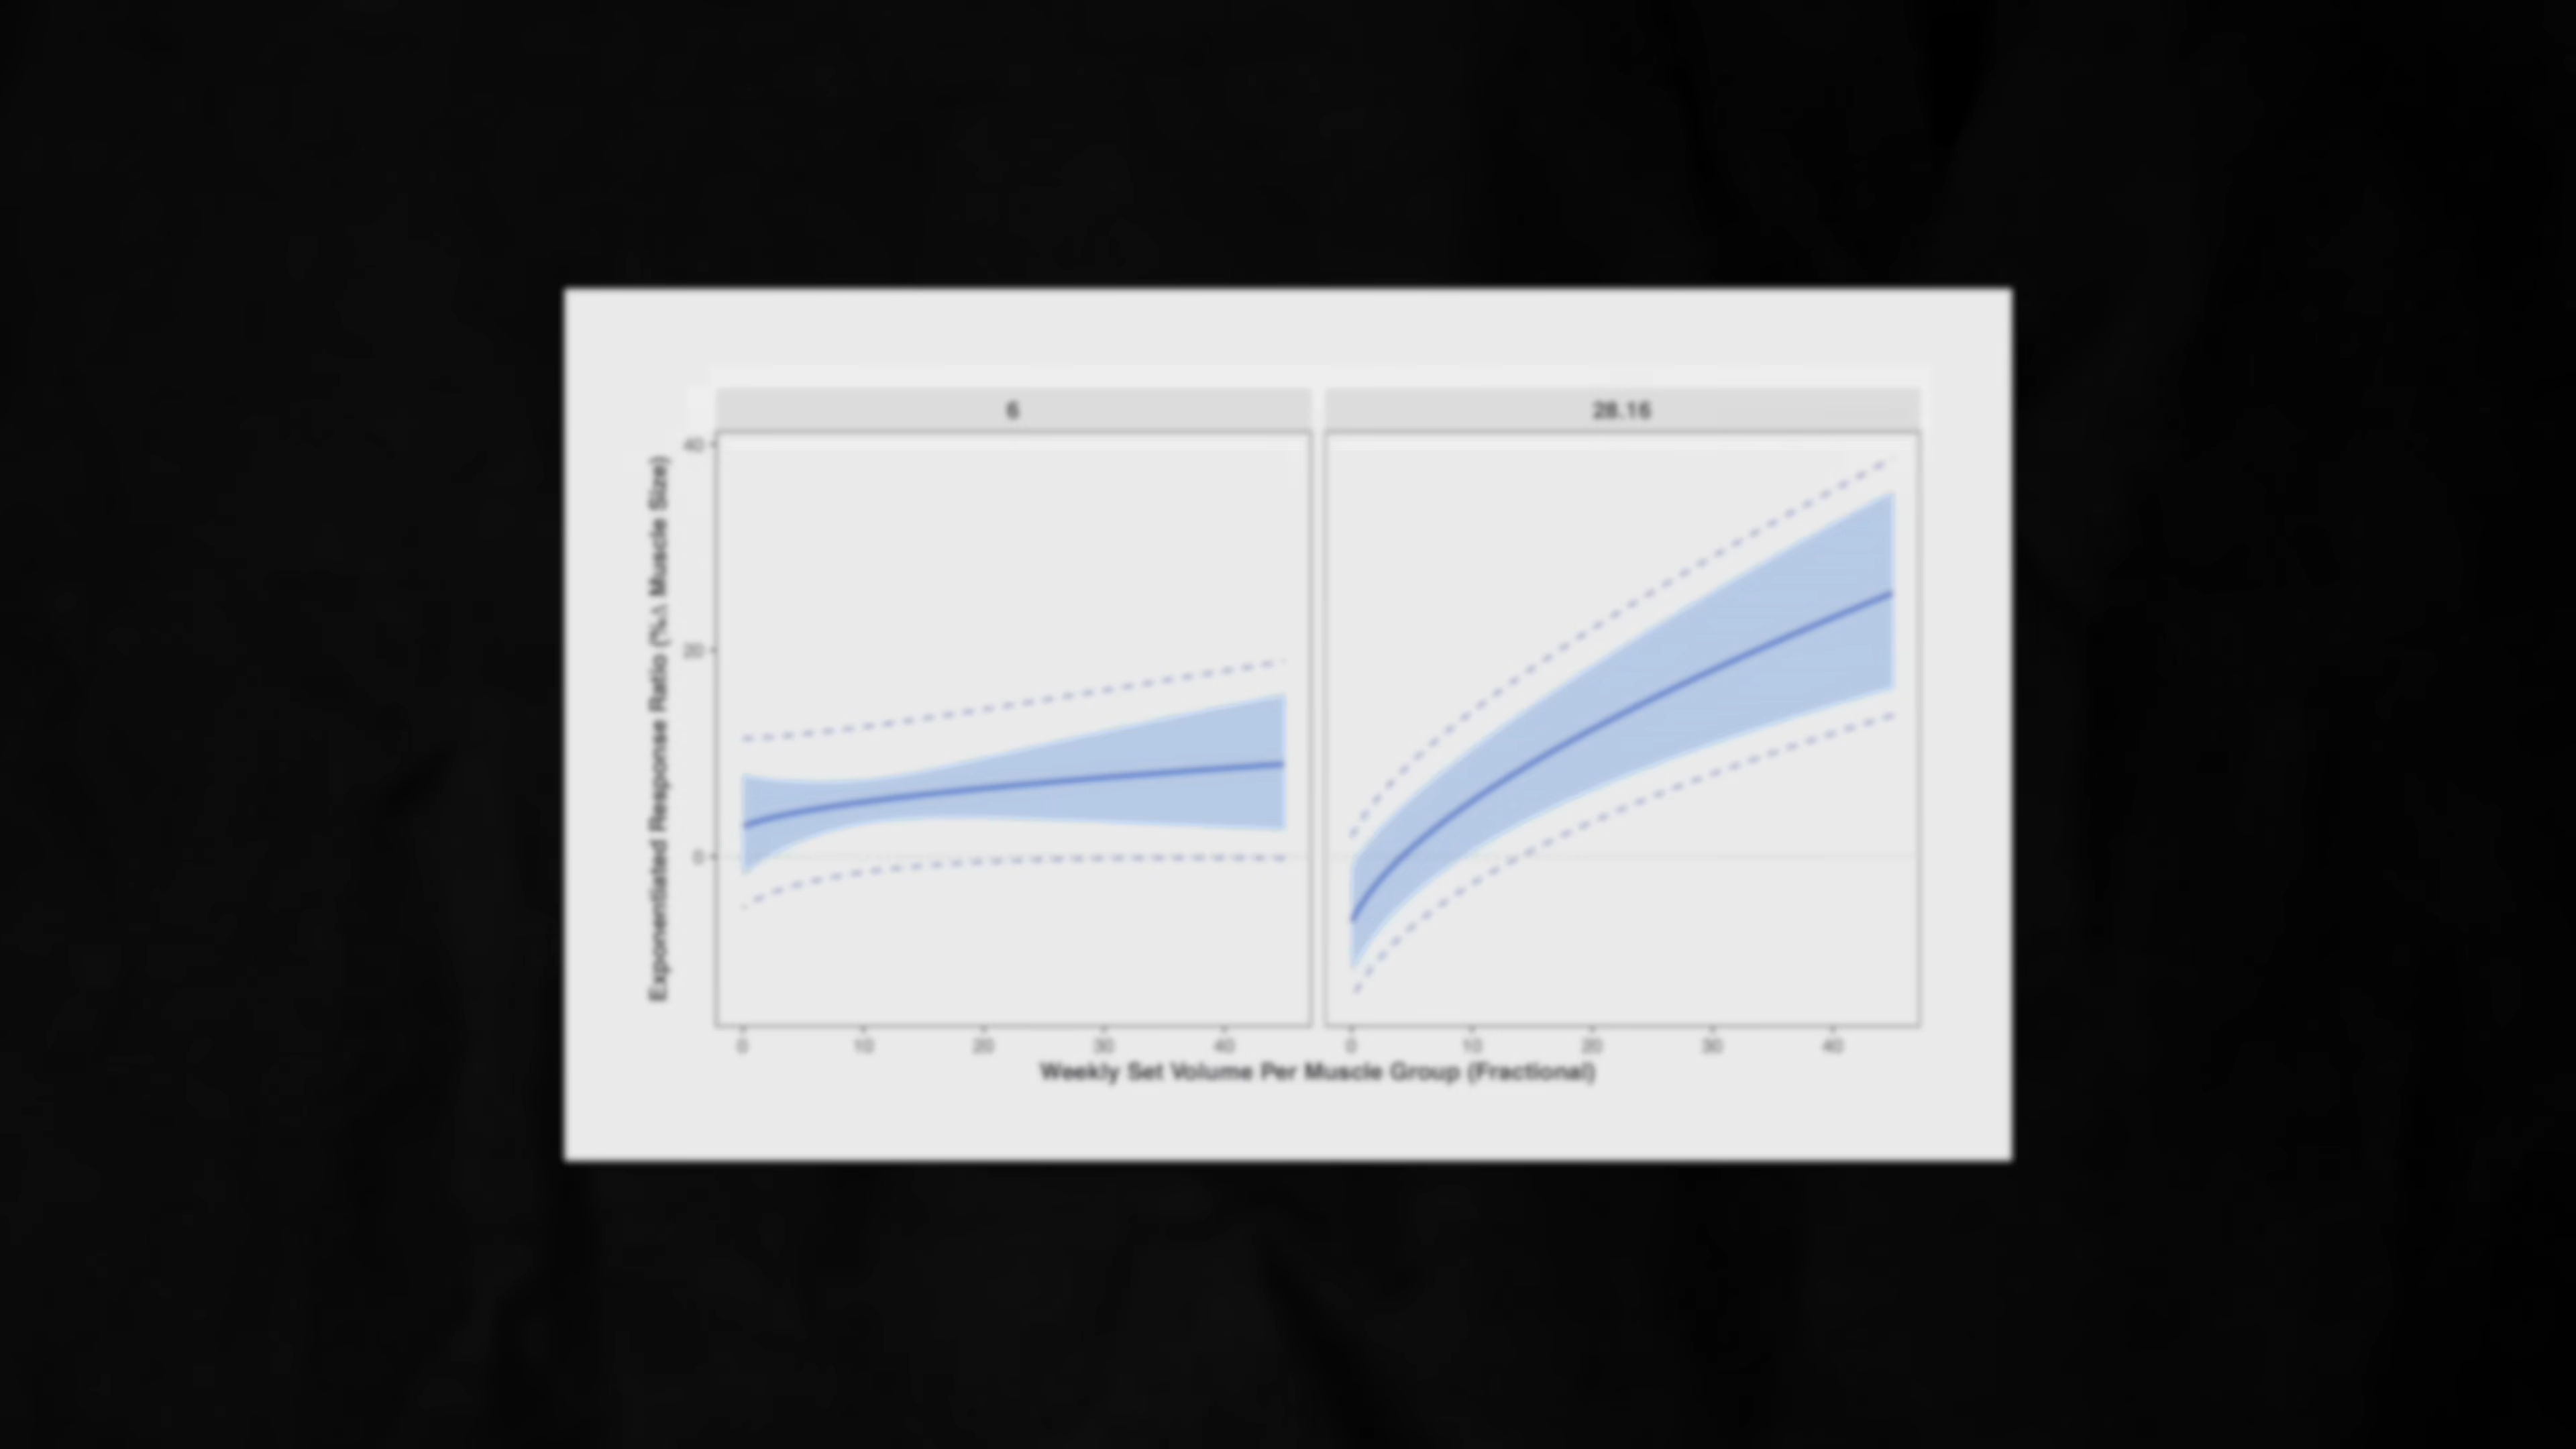 6
28.16
40
20
0
Exponentiated Response Ratio (%Δ Muscle Size)
0 10 20 30 40
0 10 20 30 40
Weekly Set Volume Per Muscle Group (Fractional)